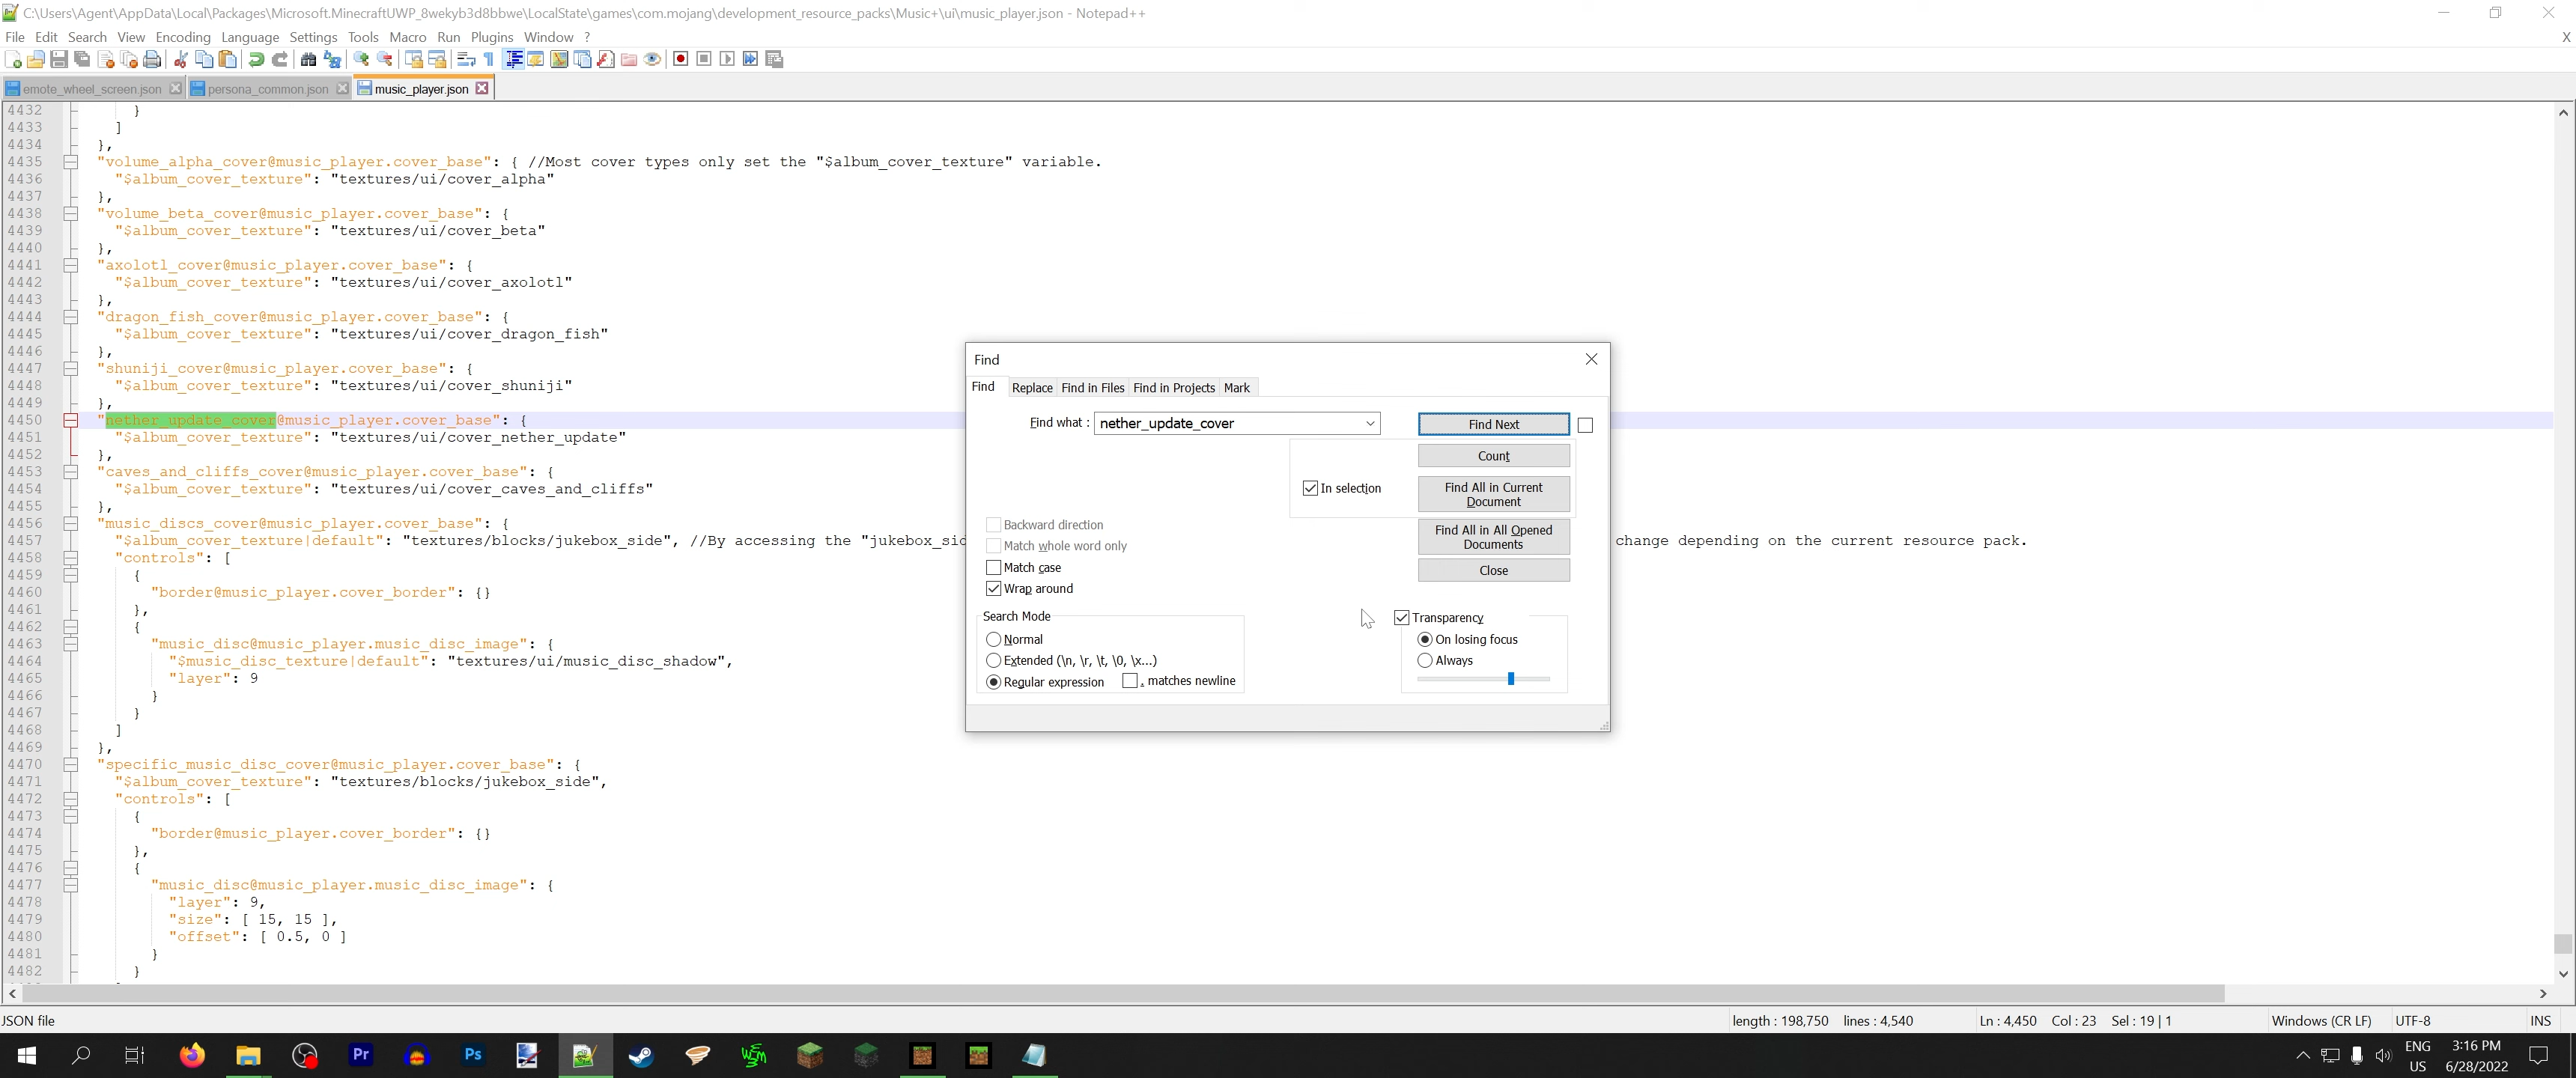 C:\Users\Agent\AppData\Local\Packages\Microsoft.MinecraftUWP_8wekyb3d8bbwe\LocalState\games\com.mojang\development_resource_packs\Music+\ui\music_player.json - Notepad++
File Edit Search View Encoding Language Settings Tools Macro Run Plugins Window ? X
emote_wheel_screen.json persona_common.json music_player.json
4432 }
4433 ]
4434 },
4435 "volume_alpha_cover@music_player.cover_base": { //Most cover types only set the "$album_cover_texture" variable.
4436 "$album_cover_texture": "textures/ui/cover_alpha"
4437 },
4438 "volume_beta_cover@music_player.cover_base": {
4439 "$album_cover_texture": "textures/ui/cover_beta"
4440 },
4441 "axolotl_cover@music_player.cover_base": {
4442 "$album_cover_texture": "textures/ui/cover_axolotl"
4443 },
4444 "dragon_fish_cover@music_player.cover_base": {
4445 "$album_cover_texture": "textures/ui/cover_dragon_fish"
4446 },
4447 "shuniji_cover@music_player.cover_base": {
4448 "$album_cover_texture": "textures/ui/cover_shuniji"
4449 },
4450 "nether_update_cover@music_player.cover_base": {
4451 "$album_cover_texture": "textures/ui/cover_nether_update"
4452 },
4453 "caves_and_cliffs_cover@music_player.cover_base": {
4454 "$album_cover_texture": "textures/ui/cover_caves_and_cliffs"
4455 },
4456 "music_discs_cover@music_player.cover_base": {
4457 "$album_cover_texture|default": "textures/blocks/jukebox_side", //By accessing the "jukebox_sid change depending on the current resource pack.
4458 "controls": [
4459 {
4460 "border@music_player.cover_border": {}
4461 },
4462 {
4463 "music_disc@music_player.music_disc_image": {
4464 "$music_disc_texture|default": "textures/ui/music_disc_shadow",
4465 "layer": 9
4466 }
4467 }
4468 ]
4469 },
4470 "specific_music_disc_cover@music_player.cover_base": {
4471 "$album_cover_texture": "textures/blocks/jukebox_side",
4472 "controls": [
4473 {
4474 "border@music_player.cover_border": {}
4475 },
4476 {
4477 "music_disc@music_player.music_disc_image": {
4478 "layer": 9,
4479 "size": [ 15, 15 ],
4480 "offset": [ 0.5, 0 ]
4481 }
4482 }
Find
Find Replace Find in Files Find in Projects Mark
Find what : nether_update_cover
Find Next
Count
In selection
Find All in Current Document
Find All in All Opened Documents
Close
Backward direction
Match whole word only
Match case
Wrap around
Search Mode
Normal
Extended (\n, \r, \t, \0, \x...)
Regular expression . matches newline
Transparency
On losing focus
Always
JSON file length : 198,750 lines : 4,540 Ln : 4,450 Col : 23 Sel : 19 | 1 Windows (CR LF) UTF-8 INS
Pr Ps
ENG
US
3:16 PM
6/28/2022